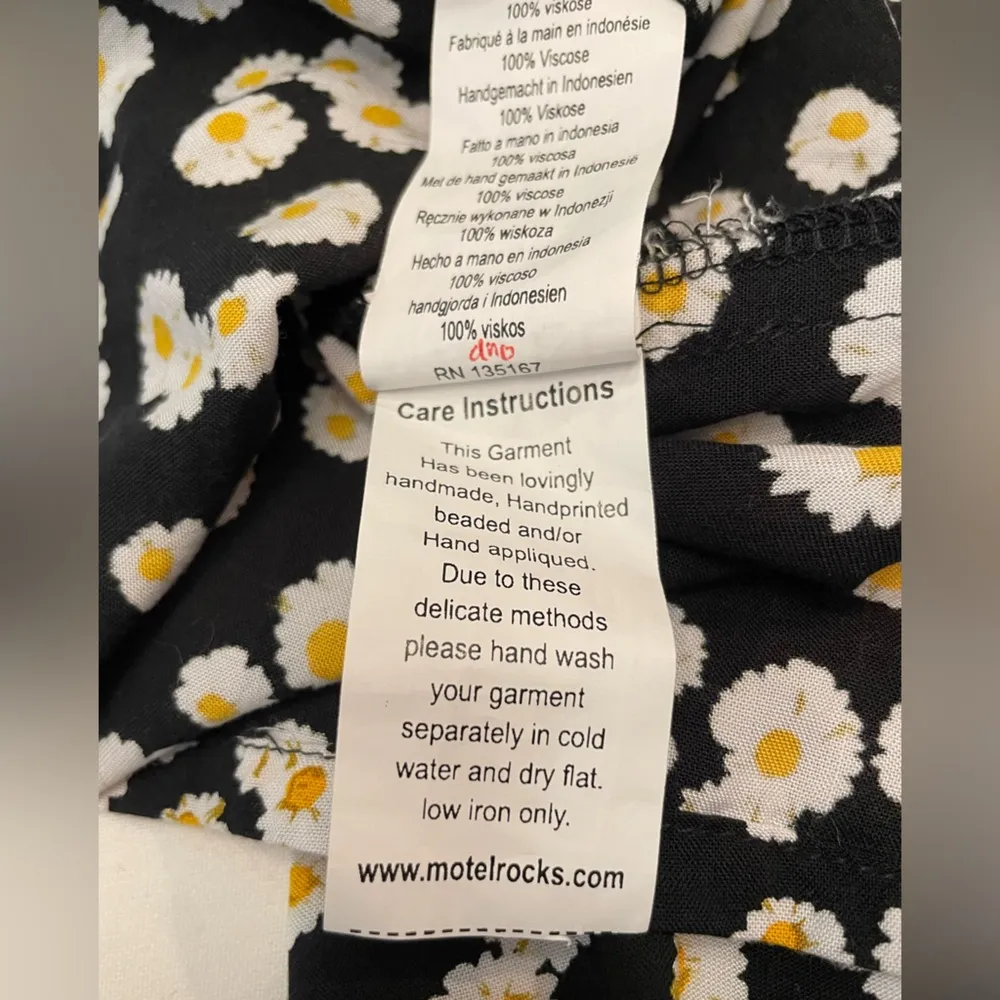 100% viskose
Fabriqué à la main en indonésie
100% Viscose
Handgemacht in Indonesien
100% Viskose
Fatto a mano in indonesia
100% viscosa
Met de hand gemaakt in Indonesië
100% viscose
Ręcznie wykonane w Indonezji
100% wiskoza
Hecho a mano en indonesia
100% viscoso
handgjorda i Indonesien
100% viskos
dno
RN 135167
Care Instructions
This Garment
Has been lovingly
handmade, Handprinted
beaded and/or
Hand appliqued.
Due to these
delicate methods
please hand wash
your garment
separately in cold
water and dry flat.
low iron only.
www.motelrocks.com